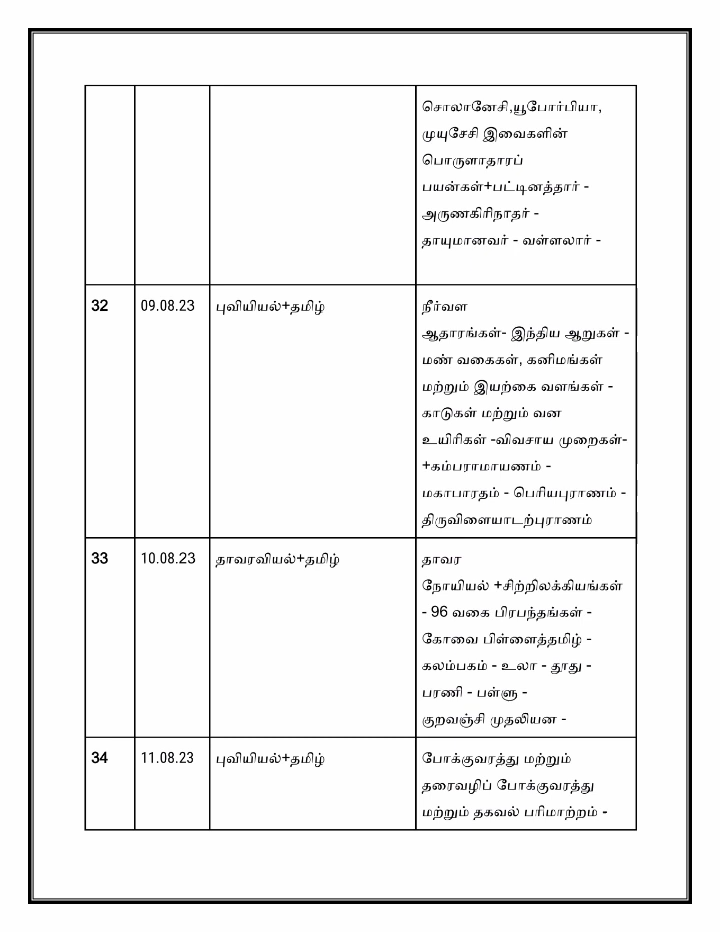 சொலானேசி,யூபோர்பியா,
முயுசேசி இவைகளின்
பொருளாதாரப்
பயன்கள்+பட்டினத்தார் -
அருணகிரிநாதர் -
தாயுமானவர் - வள்ளலார் -
32 09.08.23 புவியியல்+தமிழ் நீர்வள
ஆதாரங்கள்- இந்திய ஆறுகள் -
மண் வகைகள், கனிமங்கள்
மற்றும் இயற்கை வளங்கள் -
காடுகள் மற்றும் வன
உயிரிகள் -விவசாய முறைகள்-
+கம்பராமாயணம் -
மகாபாரதம் - பெரியபுராணம் -
திருவிளையாடற்புராணம்
33 10.08.23 தாவரவியல்+தமிழ் தாவர
நோயியல் +சிற்றிலக்கியங்கள்
- 96 வகை பிரபந்தங்கள் -
கோவை பிள்ளைத்தமிழ் -
கலம்பகம் - உலா - தூது -
பரணி - பள்ளு -
குறவஞ்சி முதலியன -
34 11.08.23 புவியியல்+தமிழ் போக்குவரத்து மற்றும்
தரைவழிப் போக்குவரத்து
மற்றும் தகவல் பரிமாற்றம் -